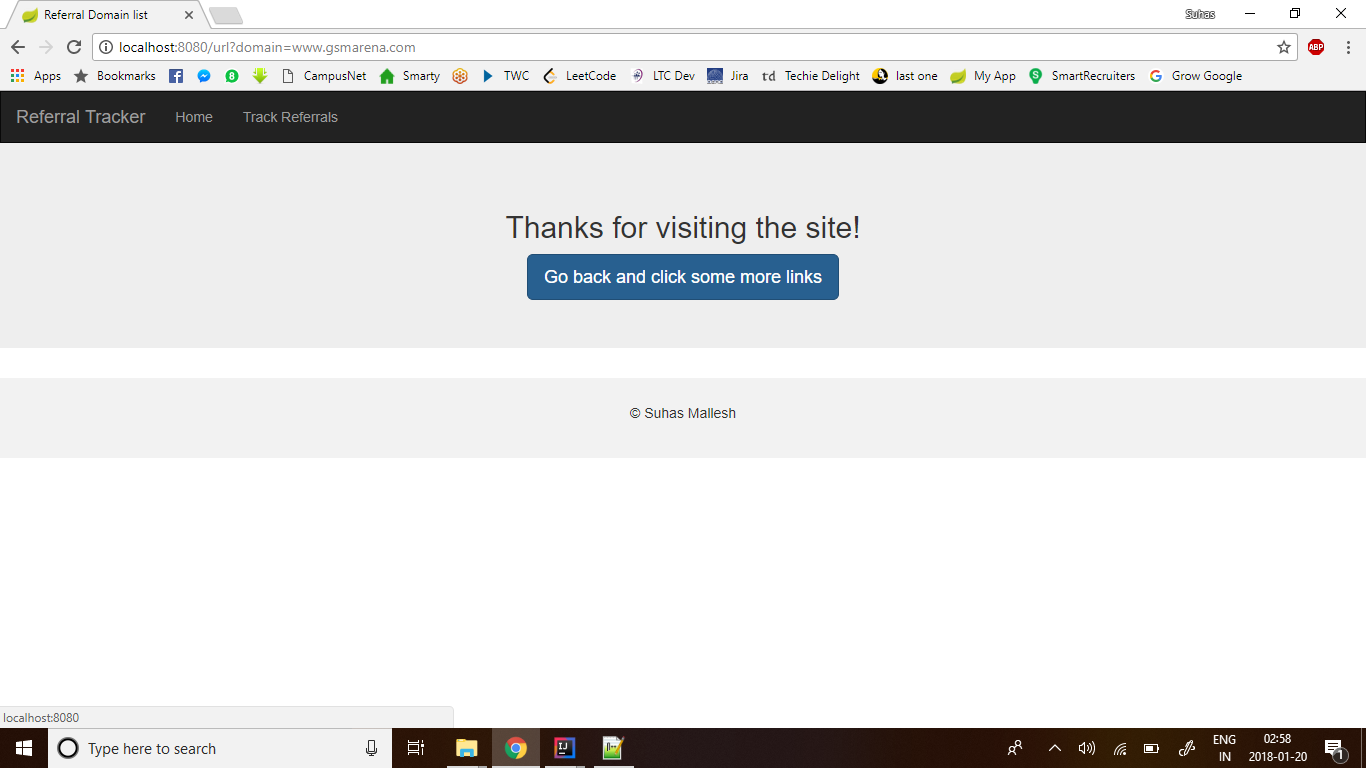 Referral Domain list
Suhas
localhost:8080/url?domain=www.gsmarena.com
ABP
Apps Bookmarks 8 CampusNet Smarty TWC LeetCode LTC Dev Jira td Techie Delight last one My App SmartRecruiters Grow Google
Referral Tracker Home Track Referrals
Thanks for visiting the site!
Go back and click some more links
© Suhas Mallesh
localhost:8080
Type here to search
ENG
IN
02:58
2018-01-20
1